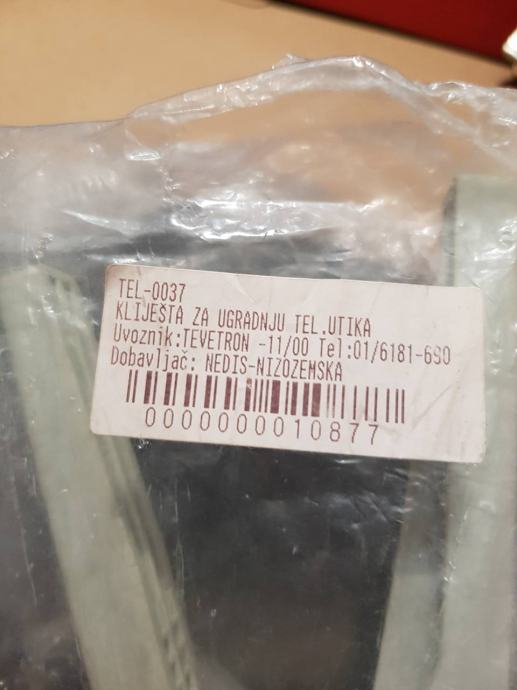 TEL-0037
KLIJEŠTA ZA UGRADNJU TEL.UTIKA
Uvoznik:TEVETRON -11/00 Tel:01/6181-690
Dobavljač: NEDIS-NIZOZEMSKA
0000000010877